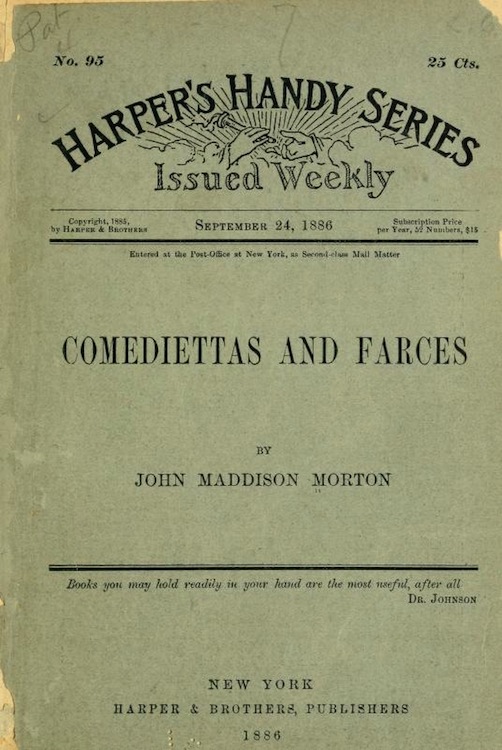 Pat
No. 95
25 Cts.
HARPER'S HANDY SERIES
Issued Weekly
Copyright, 1885,
by HARPER & BROTHERS
SEPTEMBER 24, 1886
Subscription Price
per Year, 52 Numbers, $15
Entered at the Post-Office at New York, as Second-class Mail Matter
COMEDIETTAS AND FARCES
BY
JOHN MADDISON MORTON
Books you may hold readily in your hand are the most useful, after all
DR. JOHNSON
NEW YORK
HARPER & BROTHERS, PUBLISHERS
1886